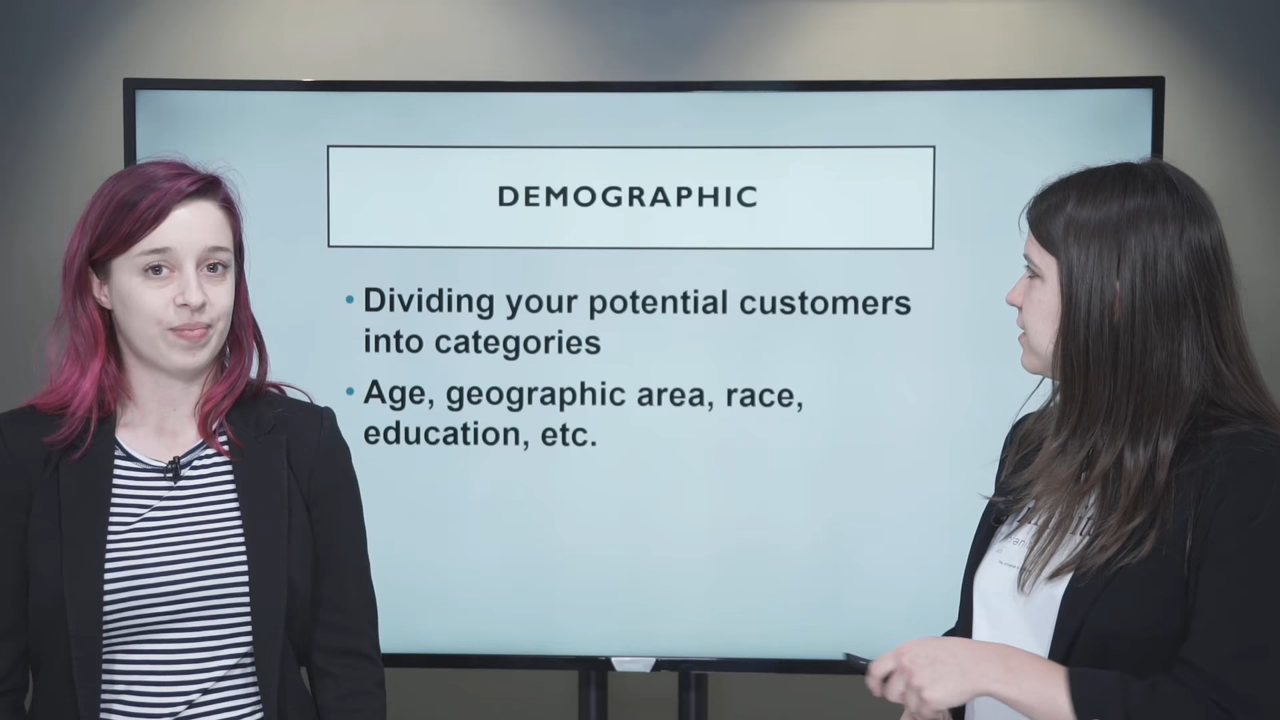 DEMOGRAPHIC
• Dividing your potential customers
into categories
• Age, geographic area, race,
education, etc.